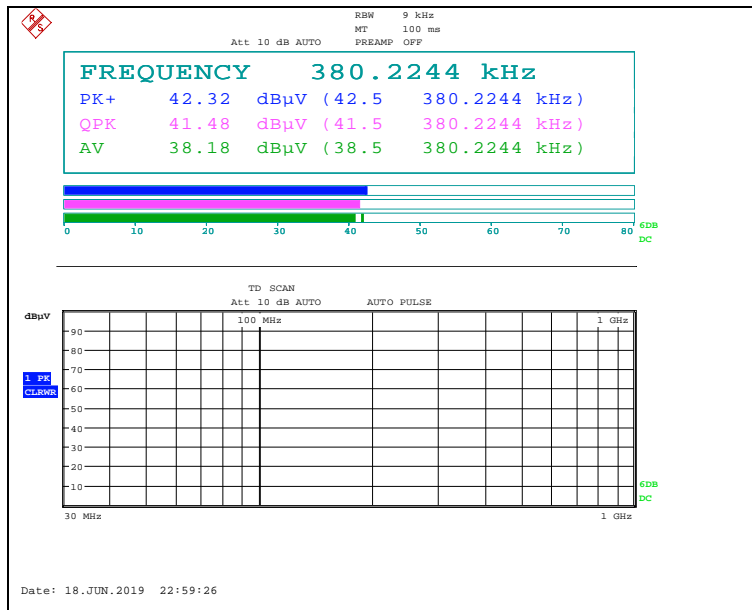 R S
RBW 9 kHz
MT 100 ms
Att 10 dB AUTO PREAMP OFF
FREQUENCY 380.2244 kHz
PK+ 42.32 dBµV (42.5 380.2244 kHz)
QPK 41.48 dBµV (41.5 380.2244 kHz)
AV 38.18 dBµV (38.5 380.2244 kHz)
0 10 20 30 40 50 60 70 80
6DB
DC
TD SCAN
Att 10 dB AUTO AUTO PULSE
dBµV
100 MHz 1 GHz
90
80
70
1 PK
CLRWR
60
50
40
30
20
10
6DB
DC
30 MHz 1 GHz
Date: 18.JUN.2019 22:59:26